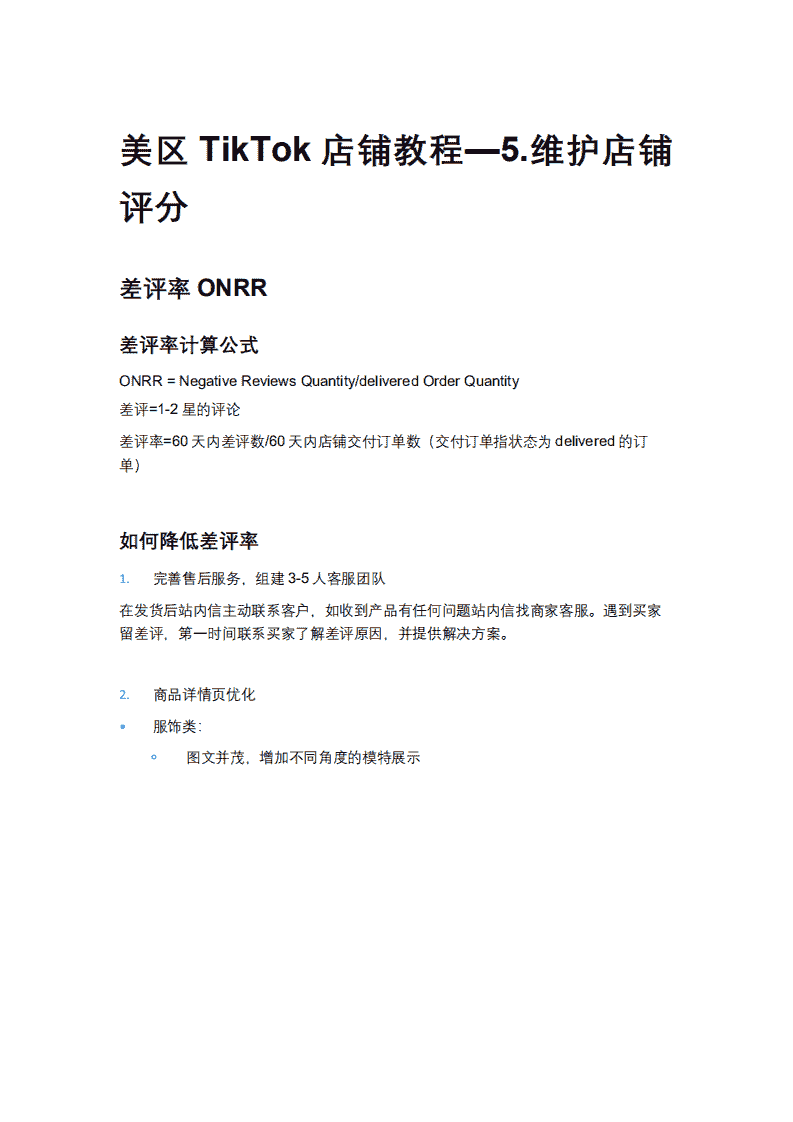 美区 TikTok 店铺教程—5.维护店铺
评分
差评率 ONRR
差评率计算公式
ONRR = Negative Reviews Quantity/delivered Order Quantity
差评=1-2 星的评论
差评率=60 天内差评数/60 天内店铺交付订单数（交付订单指状态为 delivered 的订
单）
如何降低差评率
1. 完善售后服务，组建 3-5 人客服团队
在发货后站内信主动联系客户，如收到产品有任何问题站内信找商家客服。遇到买家
留差评，第一时间联系买家了解差评原因，并提供解决方案。
2. 商品详情页优化
• 服饰类：
◦ 图文并茂，增加不同角度的模特展示